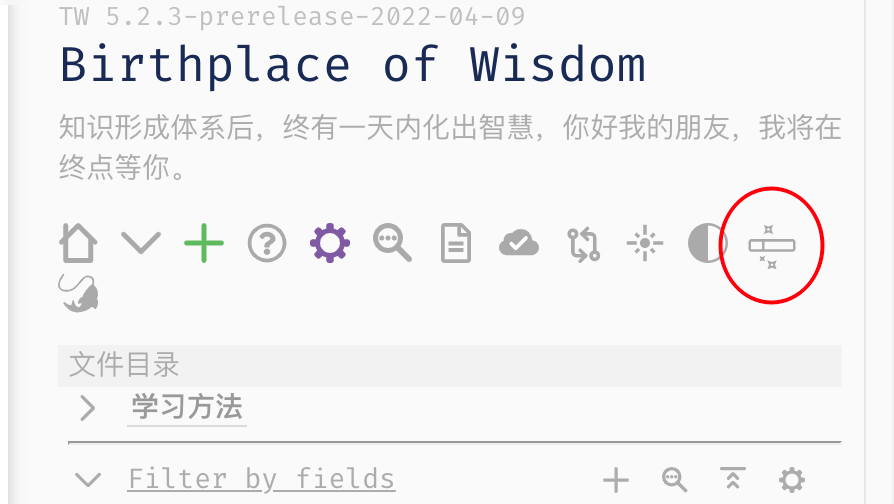 TW 5.2.3-prerelease-2022-04-09
Birthplace of Wisdom
知识形成体系后，终有一天内化出智慧，你好我的朋友，我将在
终点等你。
文件目录
学习方法
Filter by fields